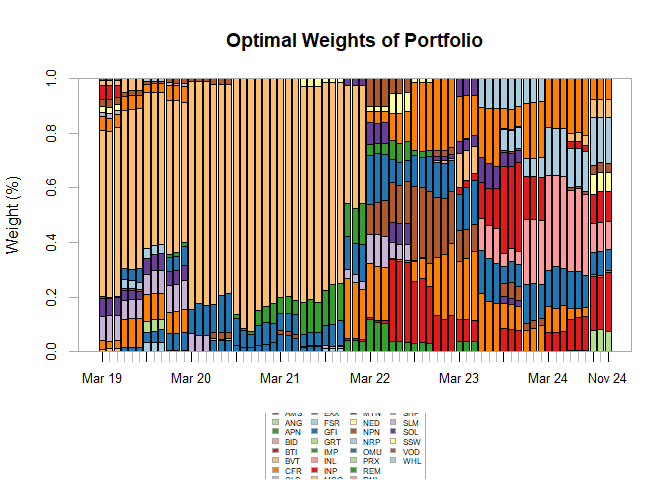 Optimal Weights of Portfolio
Weight (%)
1.0
0.8
0.6
0.4
0.2
0.0
Mar 19 Mar 20 Mar 21 Mar 22 Mar 23 Mar 24 Nov 24
ANG FSR NED SLM
APN GFI NPN SOL
BID GRT NRP SSW
BTI IMP OMU VOD
BVT INL PRX WHL
CFR INP REM